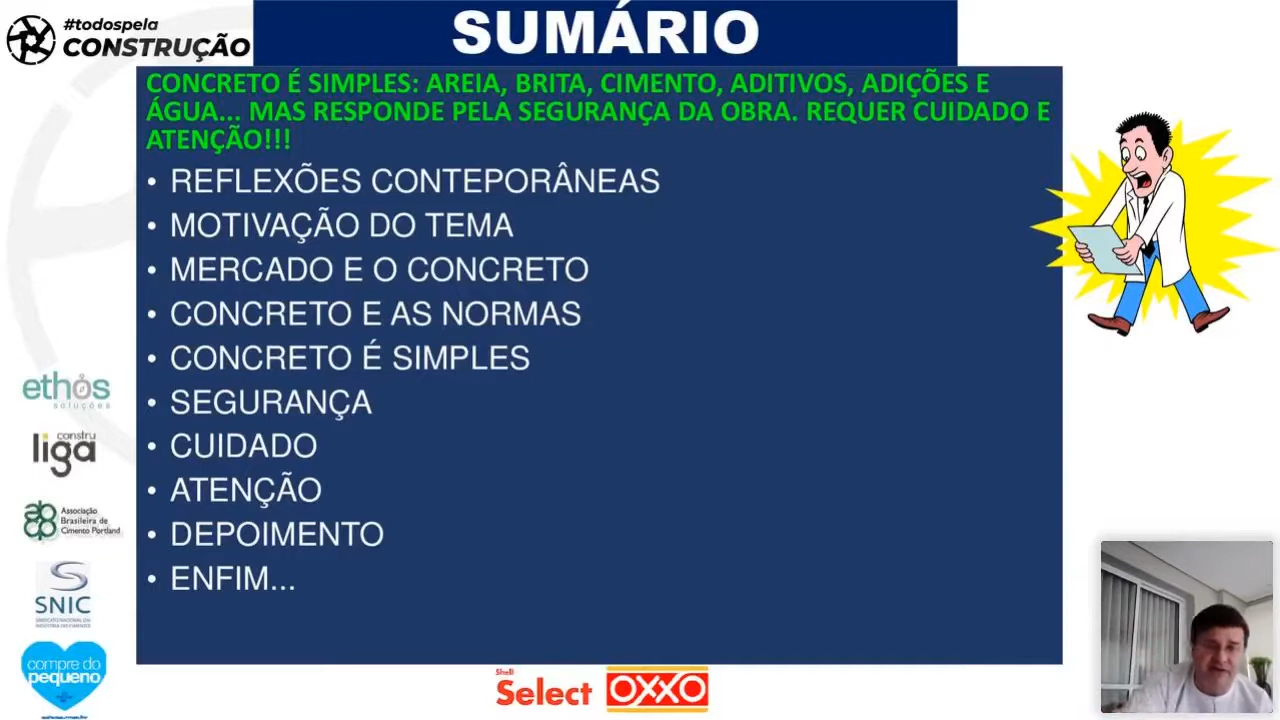 #todospela
CONSTRUÇÃO
SUMÁRIO
CONCRETO É SIMPLES: AREIA, BRITA, CIMENTO, ADITIVOS, ADIÇÕES E
ÁGUA... MAS RESPONDE PELA SEGURANÇA DA OBRA. REQUER CUIDADO E
ATENÇÃO!!!
• REFLEXÕES CONTEPORÂNEAS
• MOTIVAÇÃO DO TEMA
• MERCADO E O CONCRETO
• CONCRETO E AS NORMAS
• CONCRETO É SIMPLES
• SEGURANÇA
• CUIDADO
• ATENÇÃO
• DEPOIMENTO
• ENFIM...
ethos
soluções
constru
liga
abcp
Associação
Brasileira de
Cimento Portland
SNIC
compre do
pequeno
Shell
Select
OXXO